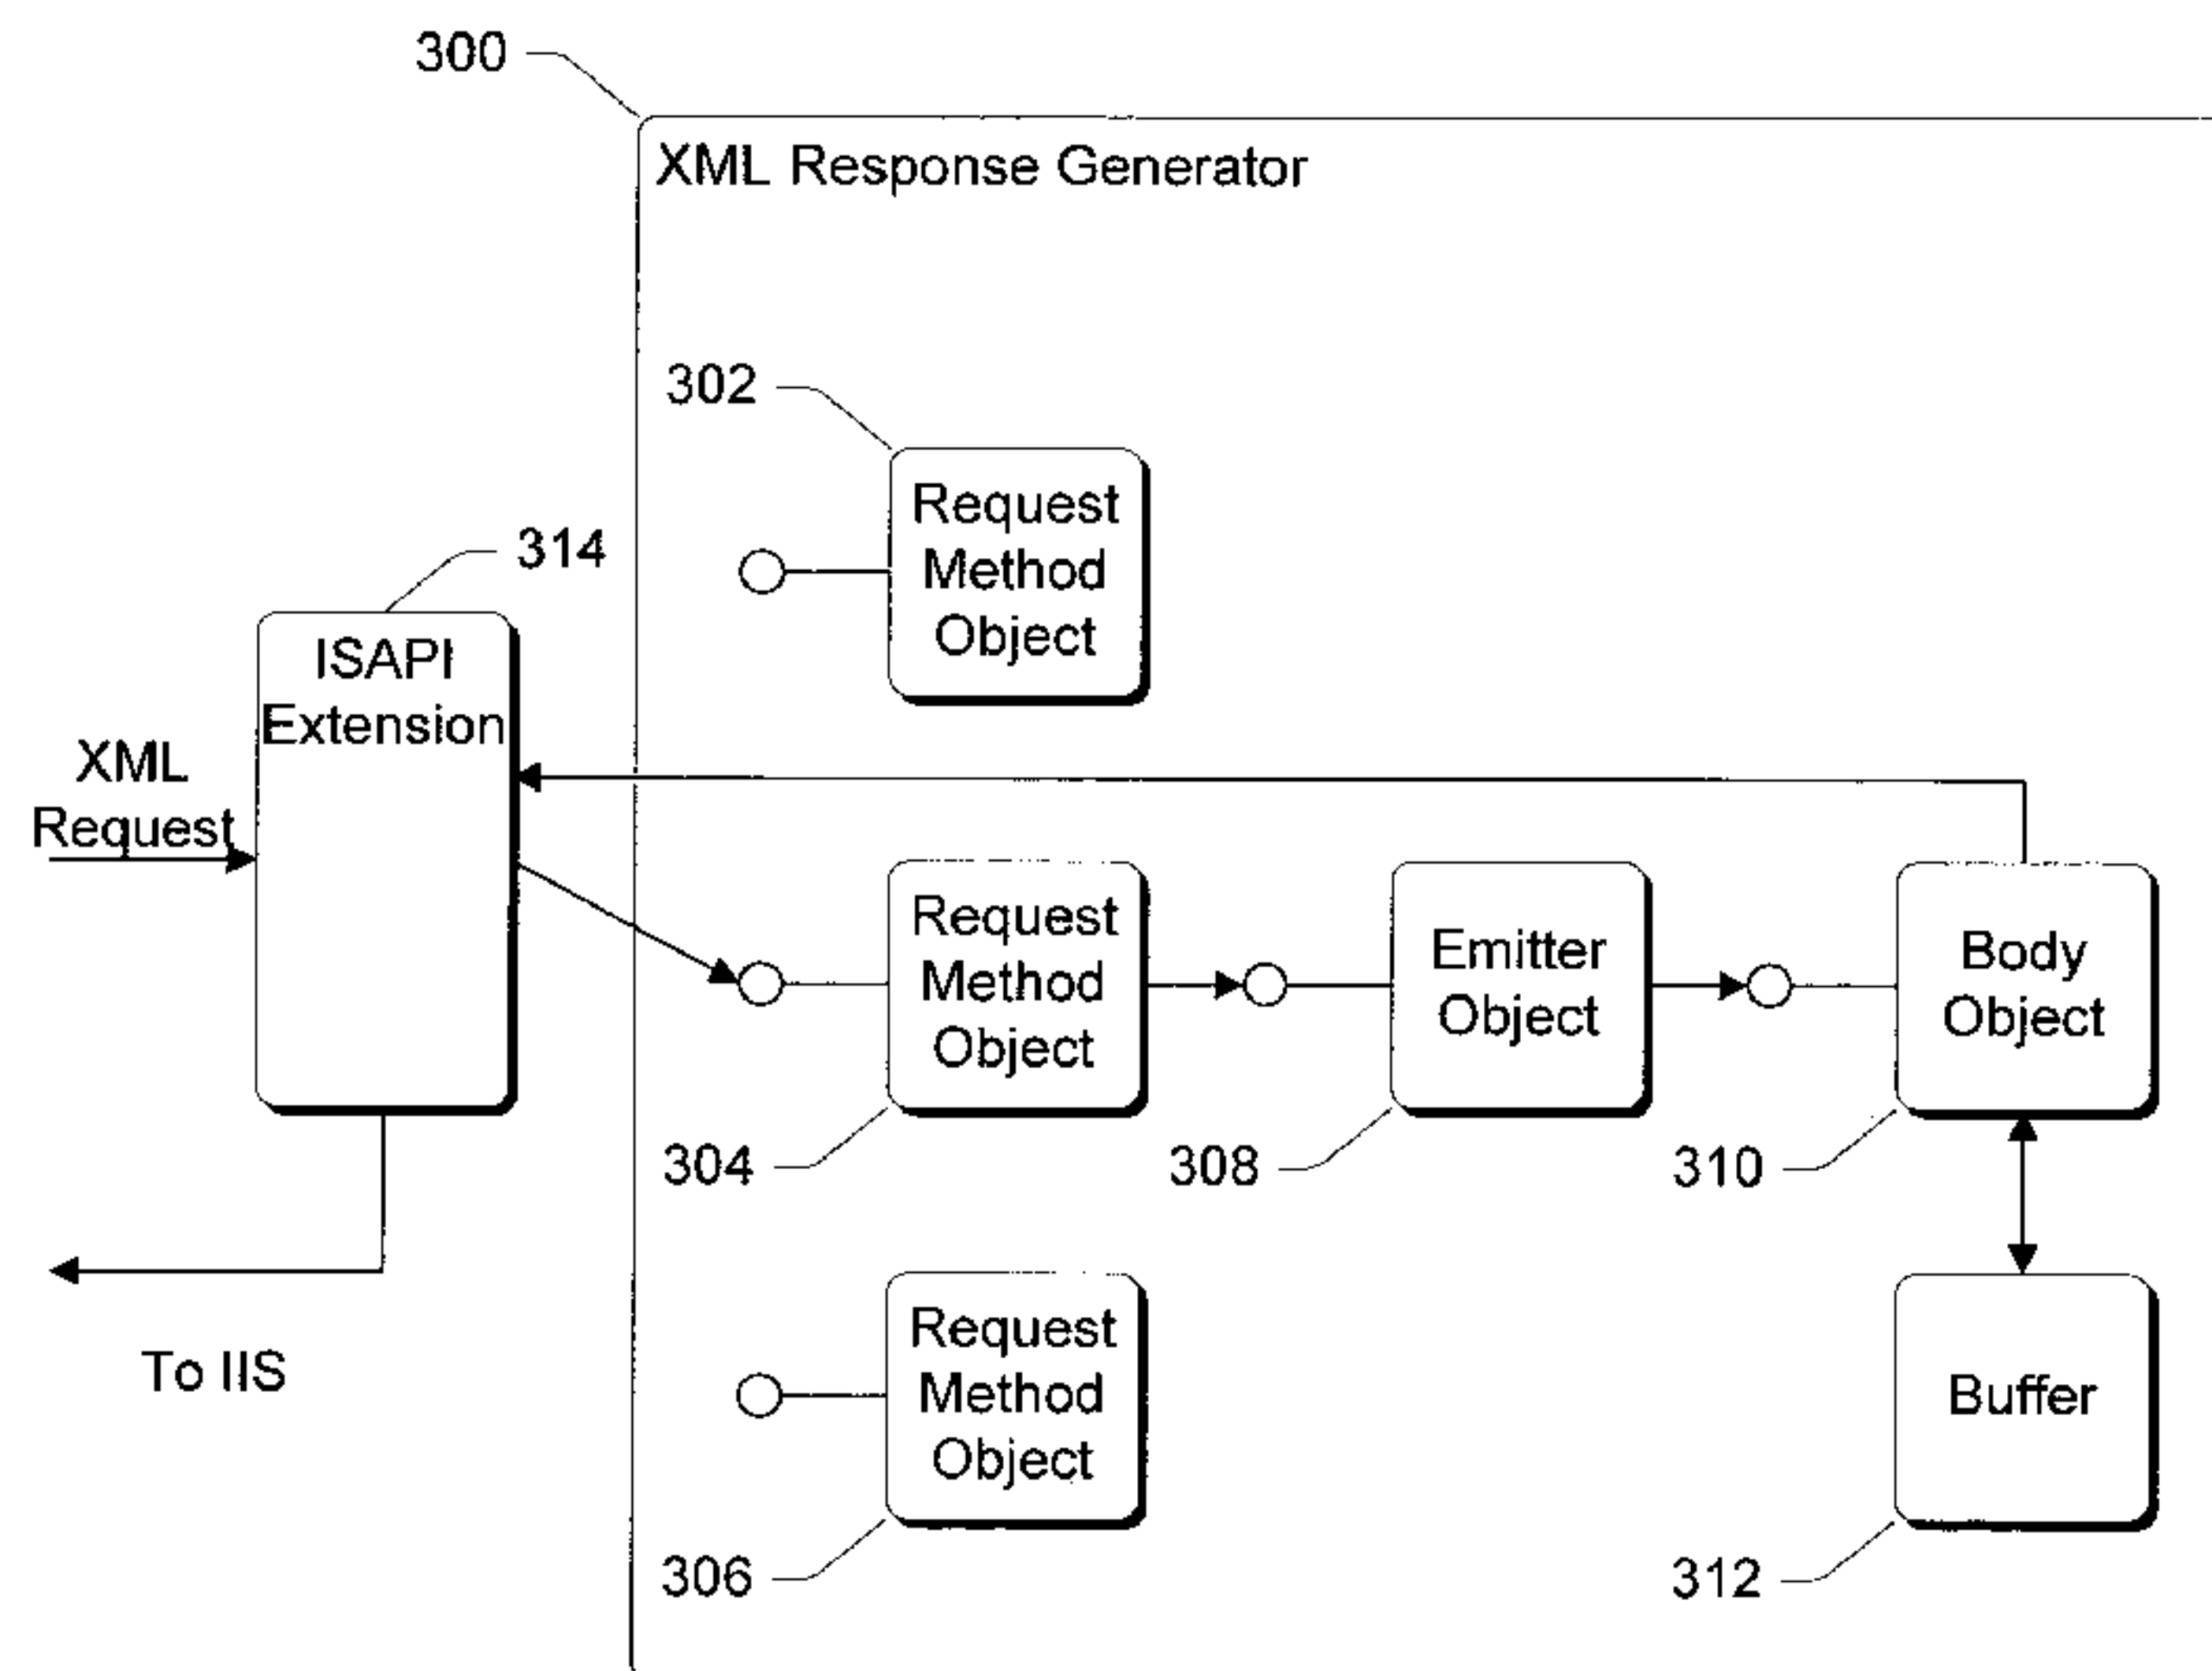 300
XML Response Generator
302
Request
Method
Object
314
ISAPI
Extension
XML
Request
Request
Method
Object
Emitter
Object
Body
Object
304
308
310
To IIS
Request
Method
Object
Buffer
306
312